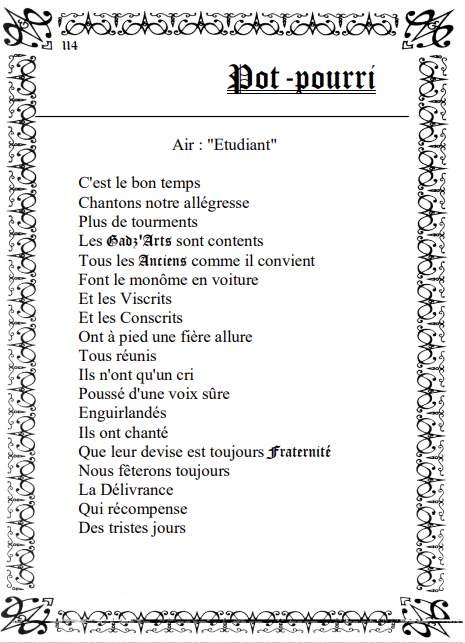 114
Pot-pourri
Air : "Etudiant"
C'est le bon temps
Chantons notre allégresse
Plus de tourments
Les Gadz'Arts sont contents
Tous les Anciens comme il convient
Font le monôme en voiture
Et les Viscrits
Et les Conscrits
Ont à pied une fière allure
Tous réunis
Ils n'ont qu'un cri
Poussé d'une voix sûre
Enguirlandés
Ils ont chanté
Que leur devise est toujours Fraternité
Nous fêterons toujours
La Délivrance
Qui récompense
Des tristes jours